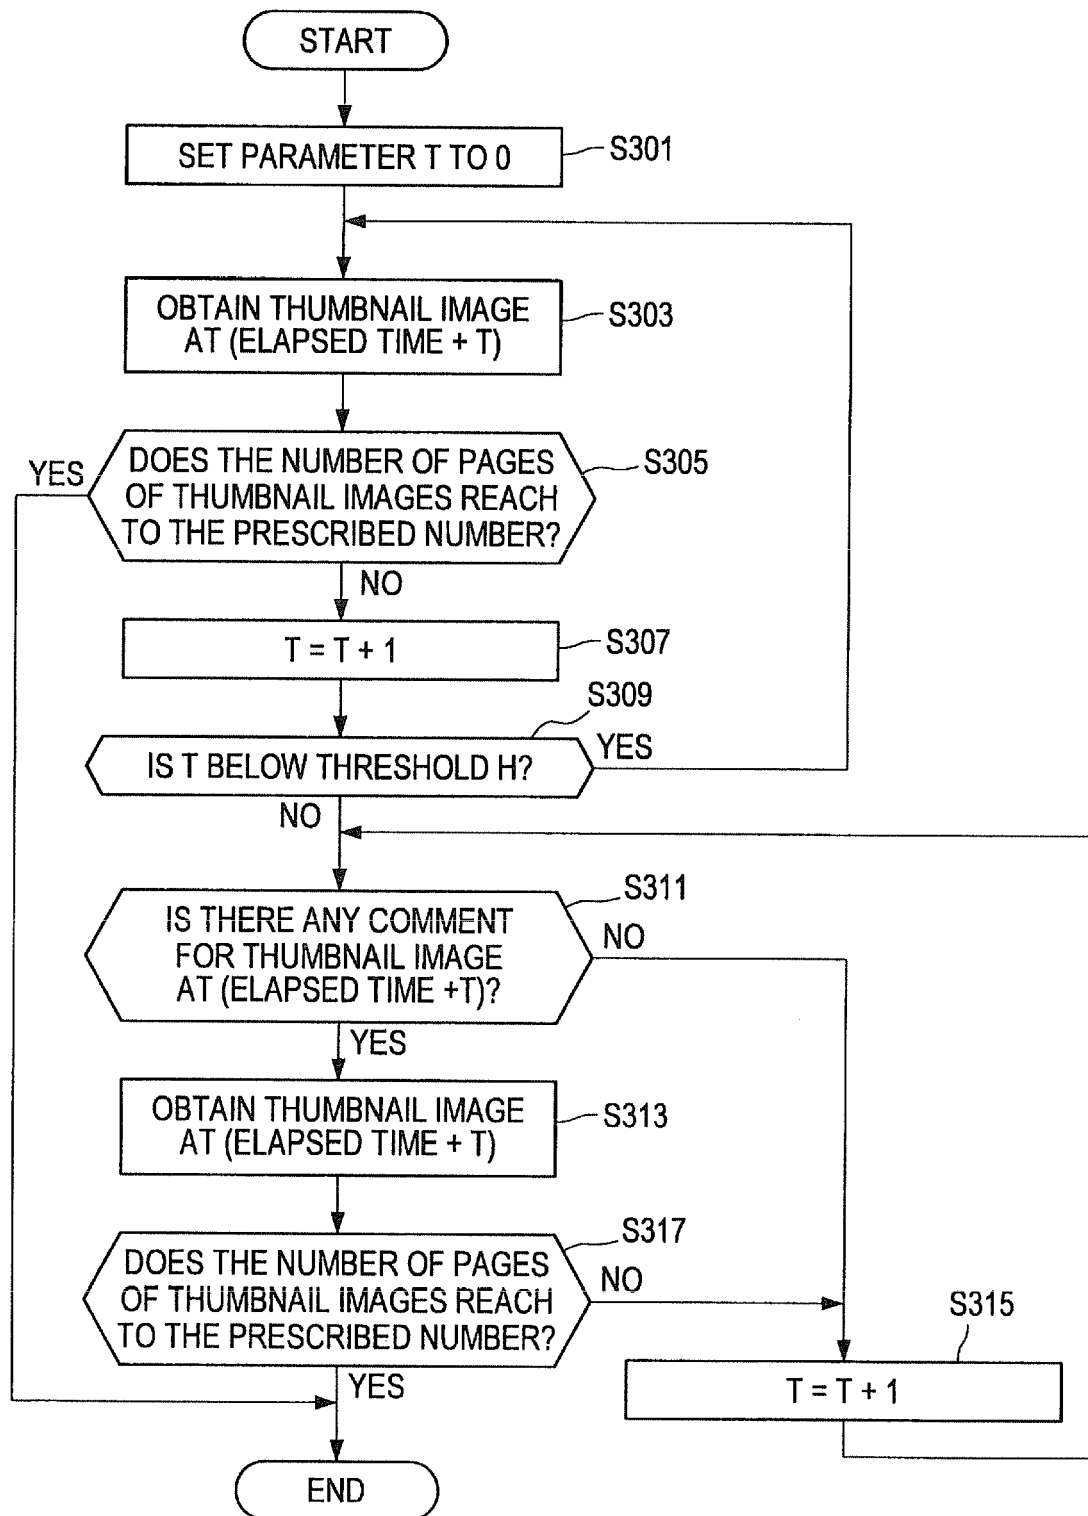 START
SET PARAMETER T TO 0
S301
OBTAIN THUMBNAIL IMAGE
AT (ELAPSED TIME + T)
S303
YES
DOES THE NUMBER OF PAGES
OF THUMBNAIL IMAGES REACH
TO THE PRESCRIBED NUMBER?
S305
NO
T = T + 1
S307
S309
IS T BELOW THRESHOLD H?
YES
NO
S311
IS THERE ANY COMMENT
FOR THUMBNAIL IMAGE
AT (ELAPSED TIME +T)?
NO
YES
OBTAIN THUMBNAIL IMAGE
AT (ELAPSED TIME + T)
S313
S317
DOES THE NUMBER OF PAGES
OF THUMBNAIL IMAGES REACH
TO THE PRESCRIBED NUMBER?
NO
S315
T = T + 1
YES
END